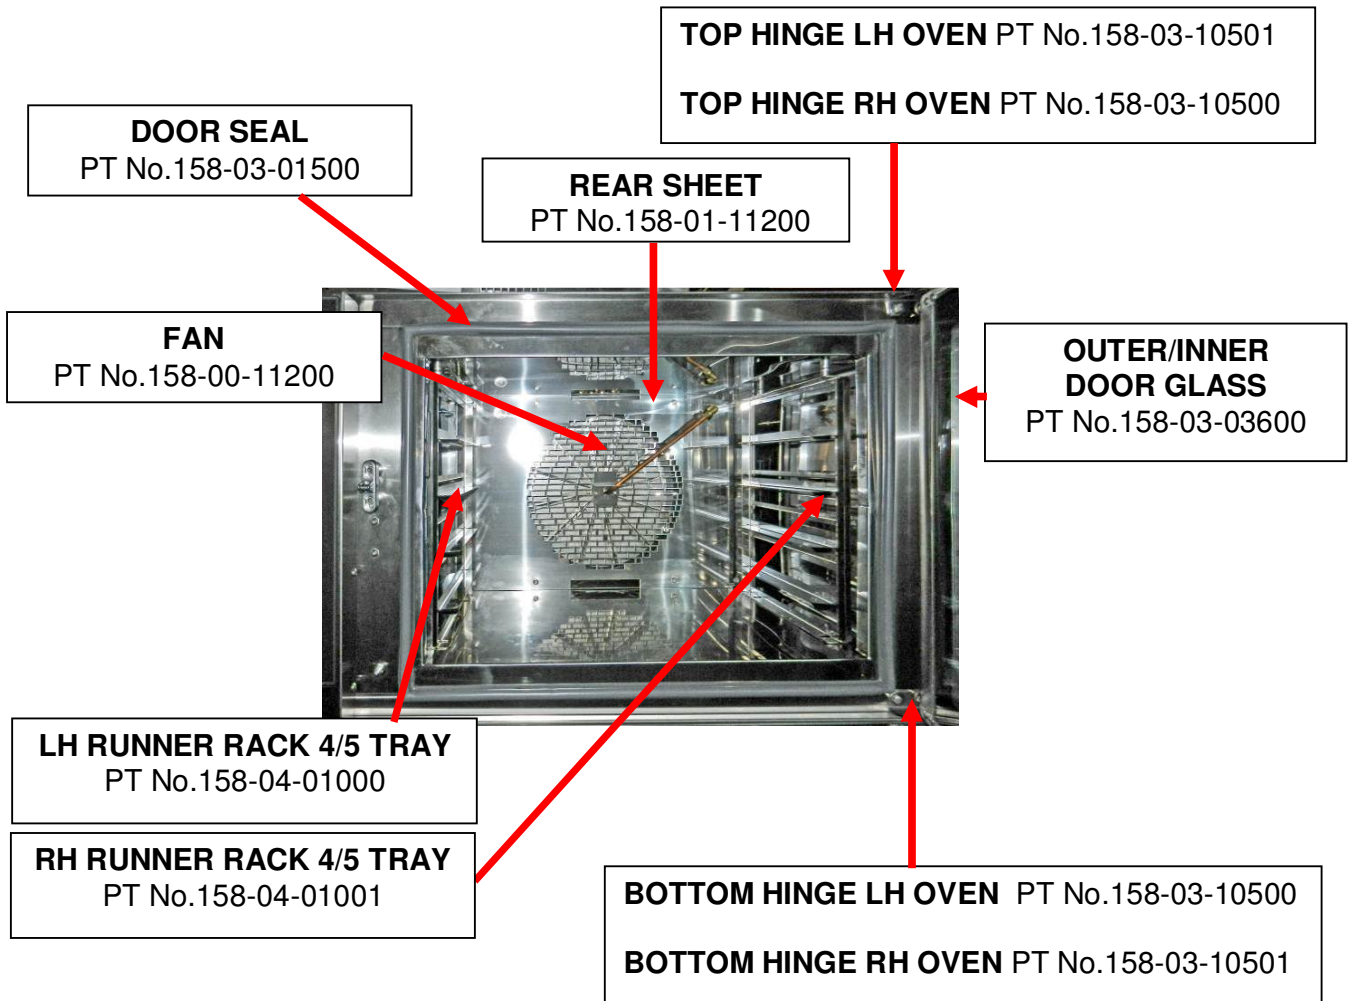 TOP HINGE LH OVEN PT No.158-03-10501
TOP HINGE RH OVEN PT No.158-03-10500
DOOR SEAL
PT No.158-03-01500
REAR SHEET
PT No.158-01-11200
FAN
PT No.158-00-11200
OUTER/INNER
DOOR GLASS
PT No.158-03-03600
LH RUNNER RACK 4/5 TRAY
PT No.158-04-01000
RH RUNNER RACK 4/5 TRAY
PT No.158-04-01001
BOTTOM HINGE LH OVEN  PT No.158-03-10500
BOTTOM HINGE RH OVEN PT No.158-03-10501